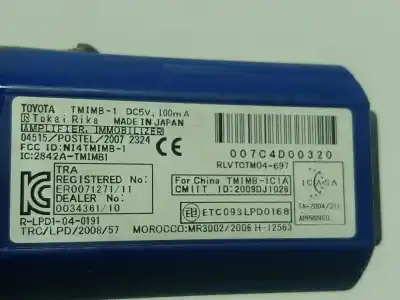 TOYOTA TMIMB-1 DC5V, 100mA
Tokai Rika MADE IN JAPAN
AMPLIFIER, IMMOBILIZER
04515/POSTEL/2007 2324
FCC ID:NI4TMIMB-1
IC:2842A-TMIMB1
CE
007C4D00320
RLVTOTM04-697
TRA
REGISTERED No:
ER0071271/11
DEALER No:
0034361/10
For China TMIMB-1C1A
CMIIT ID:2009DJ1026
ETC093LPD0168
ICASA
TA-2004/311
APPROVED
R-LPD1-04-0191
TRC/LPD/2008/57
MOROCCO:MR3002/2006 H-12563